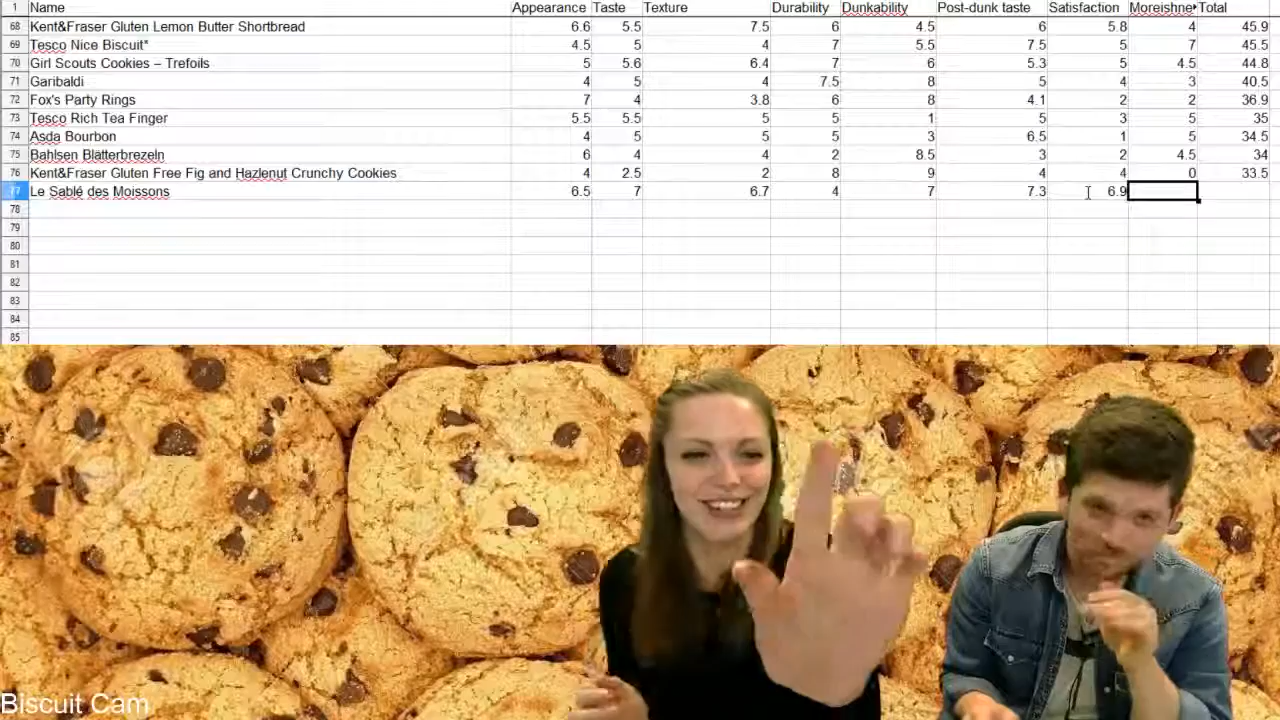 1 Name Appearance Taste Texture Durability Dunkability Post-dunk taste Satisfaction Moreishne Total
68 Kent&Fraser Gluten Lemon Butter Shortbread 6.6 5.5 7.5 6 4.5 6 5.8 4 45.9
69 Tesco Nice Biscuit* 4.5 5 4 7 5.5 7.5 5 7 45.5
70 Girl Scouts Cookies – Trefoils 5 5.6 6.4 7 6 5.3 5 4.5 44.8
71 Garibaldi 4 5 4 7.5 8 5 4 3 40.5
72 Fox's Party Rings 7 4 3.8 6 8 4.1 2 2 36.9
73 Tesco Rich Tea Finger 5.5 5.5 5 5 1 5 3 5 35
74 Asda Bourbon 4 5 5 5 3 6.5 1 5 34.5
75 Bahlsen Blätterbrezeln 6 4 4 2 8.5 3 2 4.5 34
76 Kent&Fraser Gluten Free Fig and Hazlenut Crunchy Cookies 4 2.5 2 8 9 4 4 0 33.5
77 Le Sablé des Moissons 6.5 7 6.7 4 7 7.3 6.9
78
79
80
81
82
83
84
85
Biscuit Cam